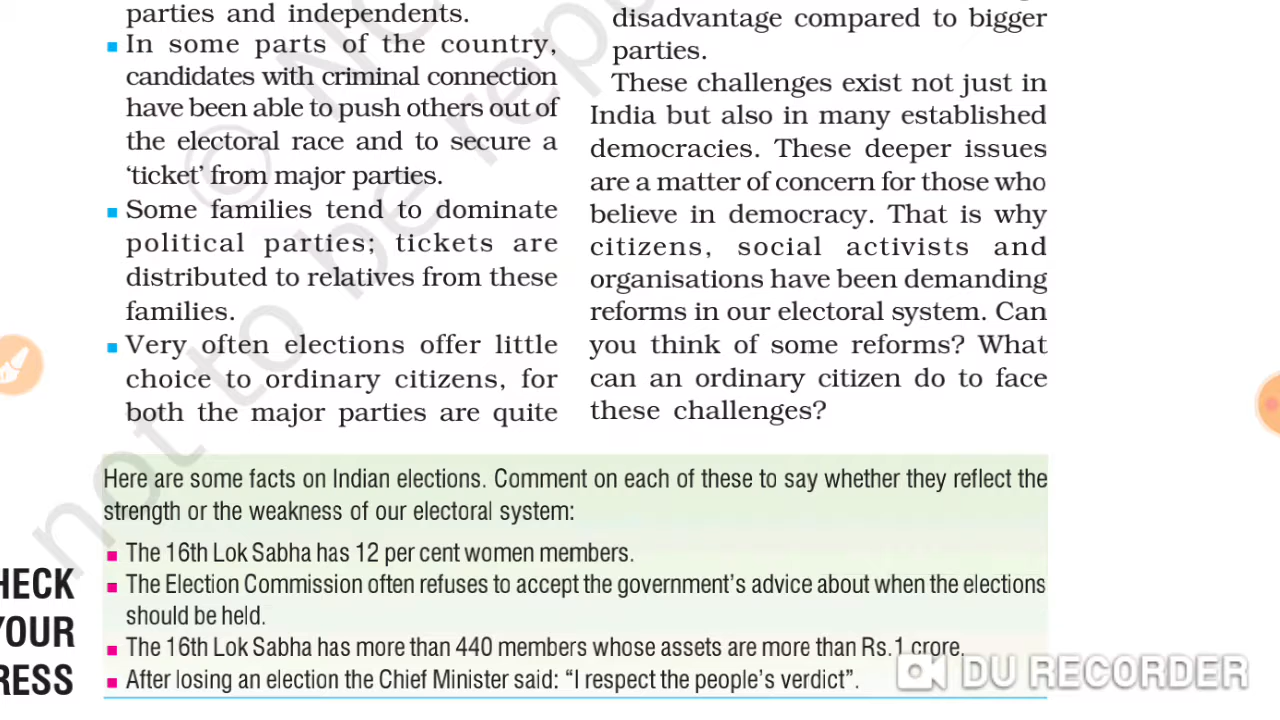 parties and independents.
In some parts of the country,
candidates with criminal connection
have been able to push others out of
the electoral race and to secure a
‘ticket’ from major parties.
Some families tend to dominate
political parties; tickets are
distributed to relatives from these
families.
Very often elections offer little
choice to ordinary citizens, for
both the major parties are quite
disadvantage compared to bigger
parties.
These challenges exist not just in
India but also in many established
democracies. These deeper issues
are a matter of concern for those who
believe in democracy. That is why
citizens, social activists and
organisations have been demanding
reforms in our electoral system. Can
you think of some reforms? What
can an ordinary citizen do to face
these challenges?
Here are some facts on Indian elections. Comment on each of these to say whether they reflect the
strength or the weakness of our electoral system:
The 16th Lok Sabha has 12 per cent women members.
The Election Commission often refuses to accept the government’s advice about when the elections
should be held.
The 16th Lok Sabha has more than 440 members whose assets are more than Rs.1 crore.
After losing an election the Chief Minister said: “I respect the people’s verdict”.
HECK
YOUR
RESS
not to be repu
©
DU RECORDER